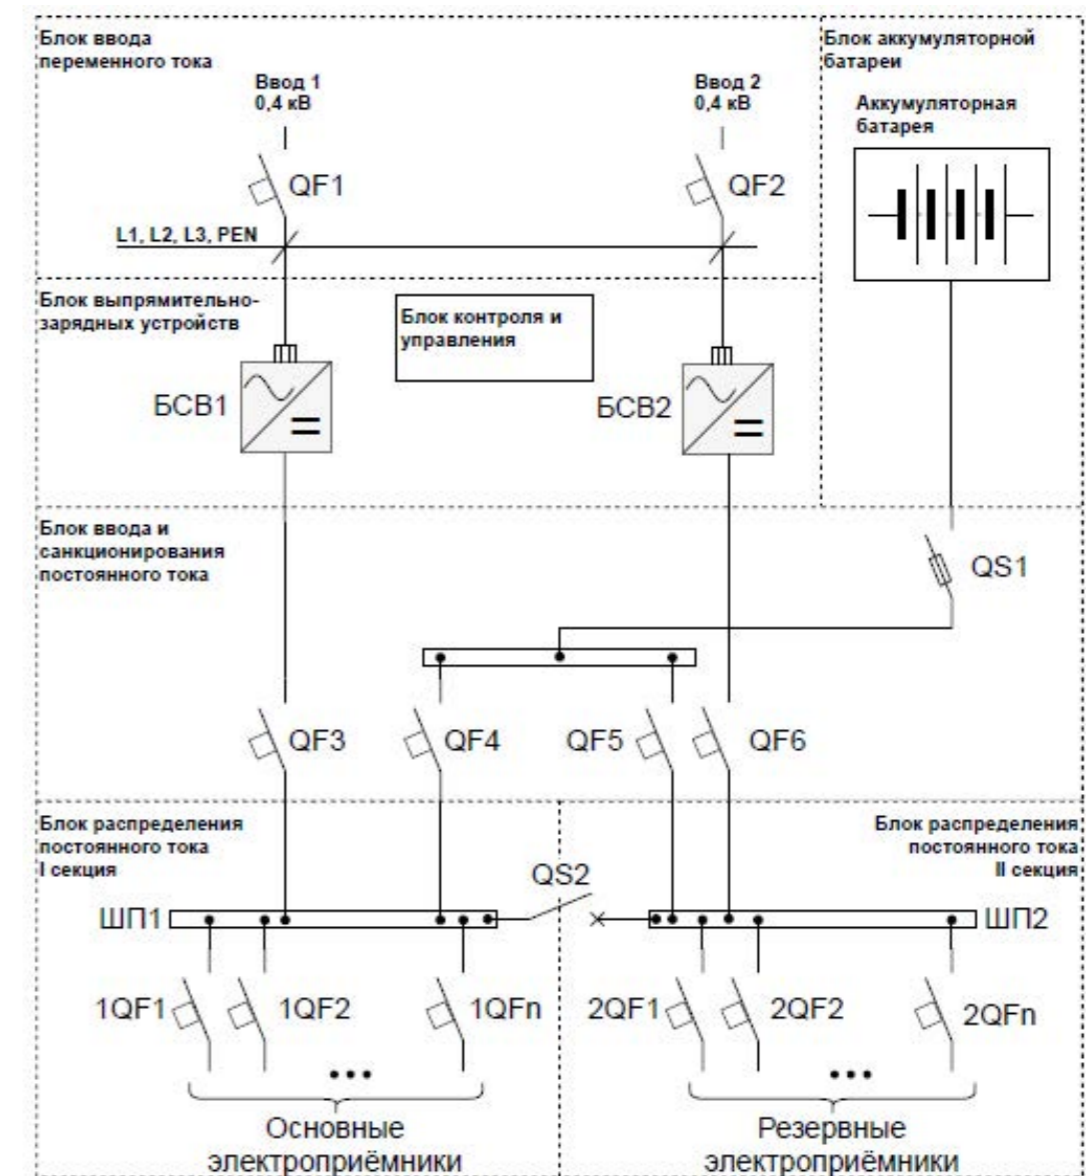 Блок ввода
переменного тока
Ввод 1
0,4 кВ
Ввод 2
0,4 кВ
Блок аккумуляторной
батареи
Аккумуляторная
батарея
QF1
QF2
L1, L2, L3, PEN
Блок выпрямительно-
зарядных устройств
Блок контроля и
управления
БСВ1
БСВ2
Блок ввода и
санкционирования
постоянного тока
QS1
QF3
QF4
QF5
QF6
Блок распределения
постоянного тока
I секция
Блок распределения
постоянного тока
II секция
QS2
ШП1
ШП2
1QF1
1QF2
1QFn
2QF1
2QF2
2QFn
•••
•••
Основные
электроприёмники
Резервные
электроприёмники